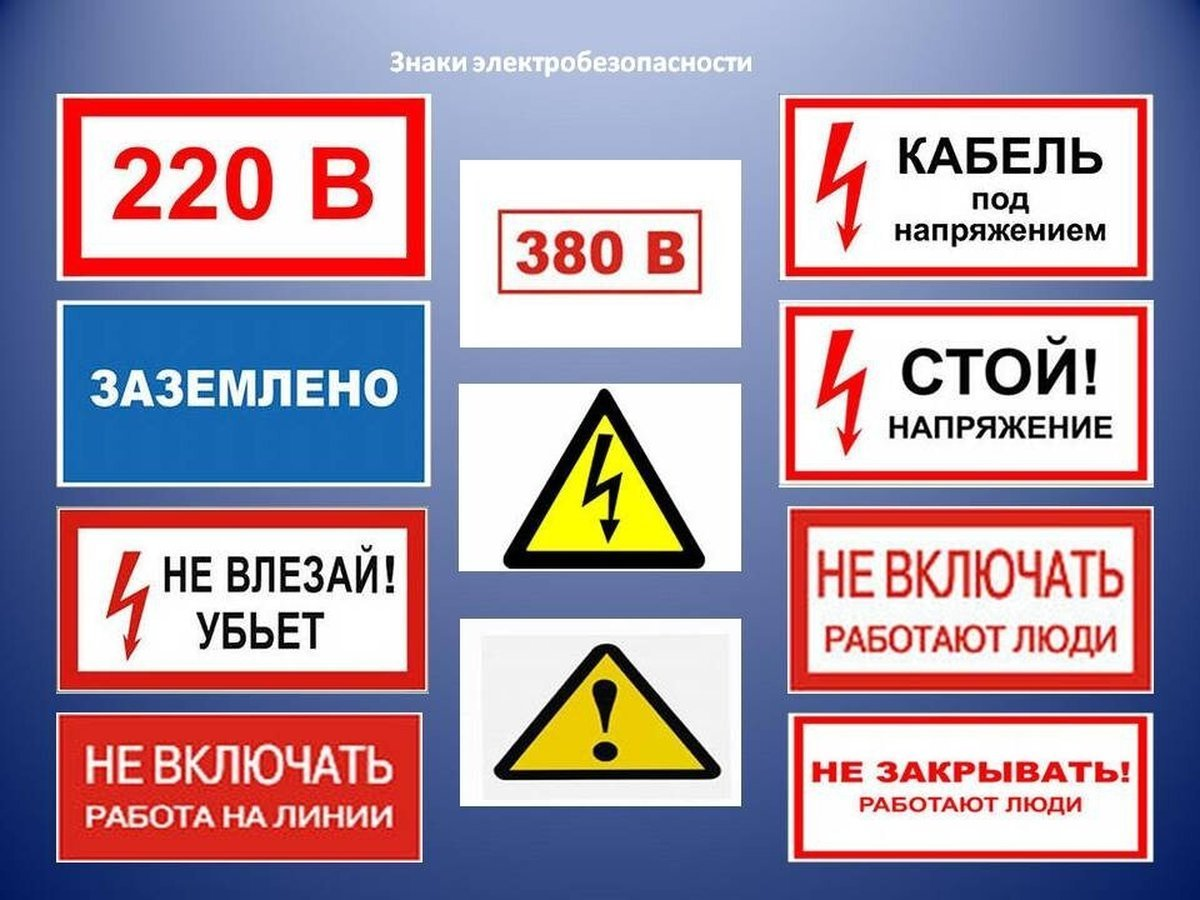 Знаки электробезопасности
220 В
ЗАЗЕМЛЕНО
НЕ ВЛЕЗАЙ!
УБЬЕТ
НЕ ВКЛЮЧАТЬ
РАБОТА НА ЛИНИИ
380 В
!
КАБЕЛЬ
под
напряжением
СТОЙ!
НАПРЯЖЕНИЕ
НЕ ВКЛЮЧАТЬ
РАБОТАЮТ ЛЮДИ
НЕ ЗАКРЫВАТЬ!
РАБОТАЮТ ЛЮДИ